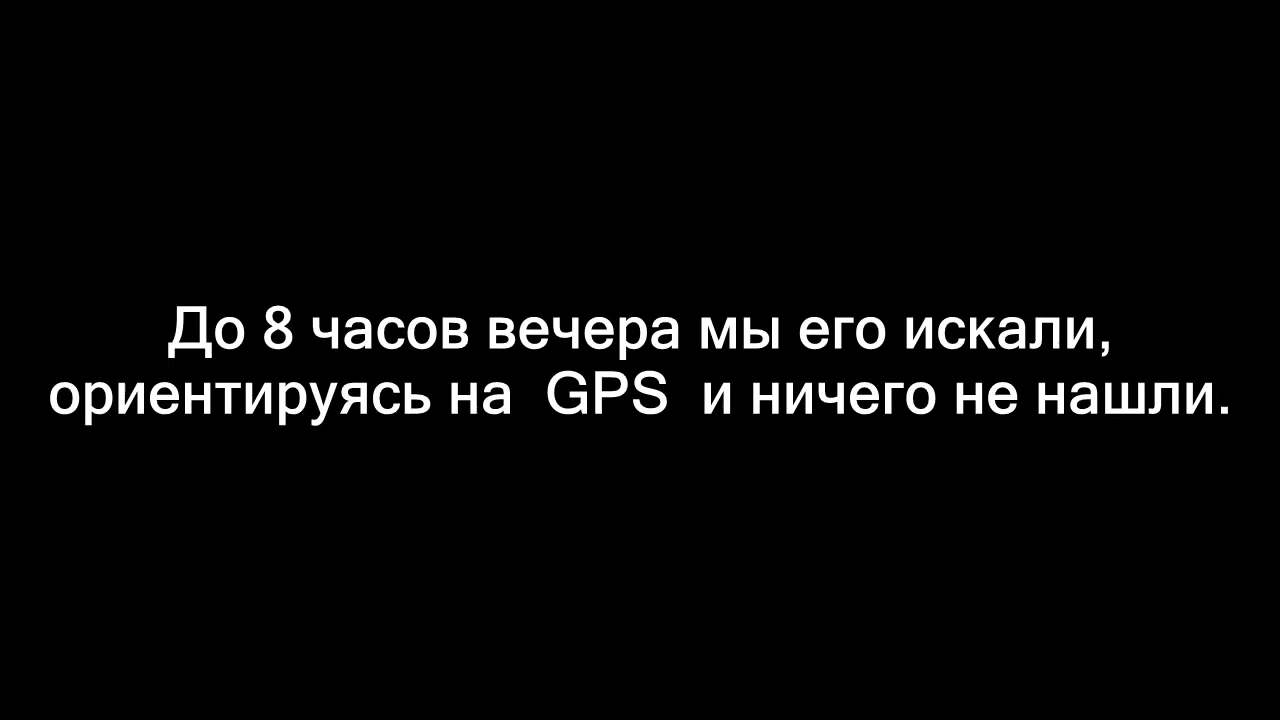 До 8 часов вечера мы его искали,
ориентируясь на GPS и ничего не нашли.